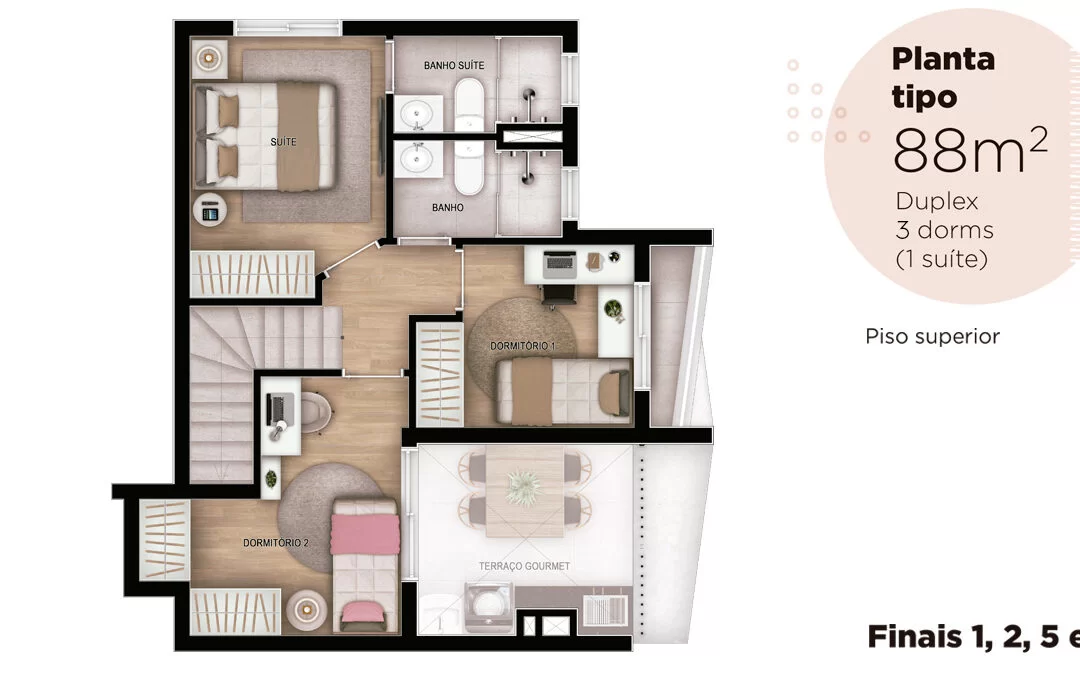 BANHO SUÍTE
SUÍTE
BANHO
DORMITÓRIO 1
DORMITÓRIO 2
TERRAÇO GOURMET
Planta
tipo
88m²
Duplex
3 dorms
(1 suíte)
Piso superior
Finais 1, 2, 5 e